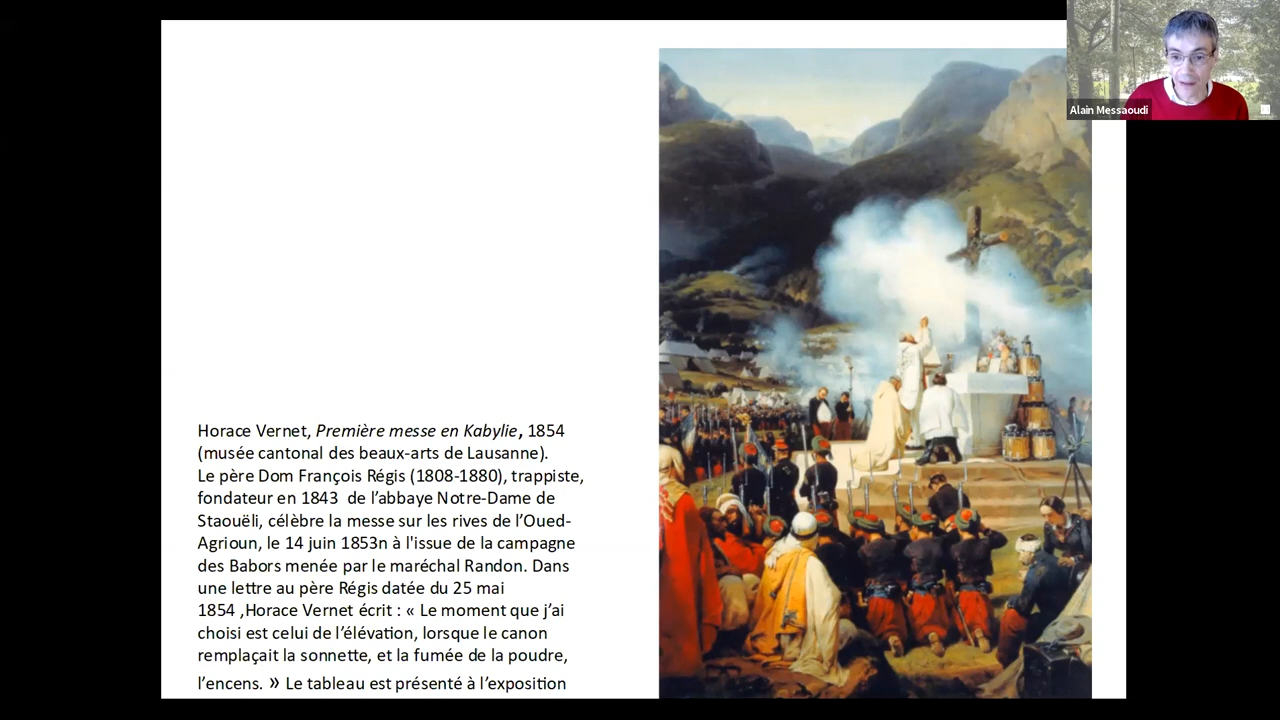 Alain Messaoudi
Horace Vernet, Première messe en Kabylie, 1854
(musée cantonal des beaux-arts de Lausanne).
Le père Dom François Régis (1808-1880), trappiste,
fondateur en 1843 de l’abbaye Notre-Dame de
Staouëli, célèbre la messe sur les rives de l’Oued-
Agrioun, le 14 juin 1853n à l'issue de la campagne
des Babors menée par le maréchal Randon. Dans
une lettre au père Régis datée du 25 mai
1854 ,Horace Vernet écrit : « Le moment que j’ai
choisi est celui de l’élévation, lorsque le canon
remplaçait la sonnette, et la fumée de la poudre,
l’encens. » Le tableau est présenté à l’exposition